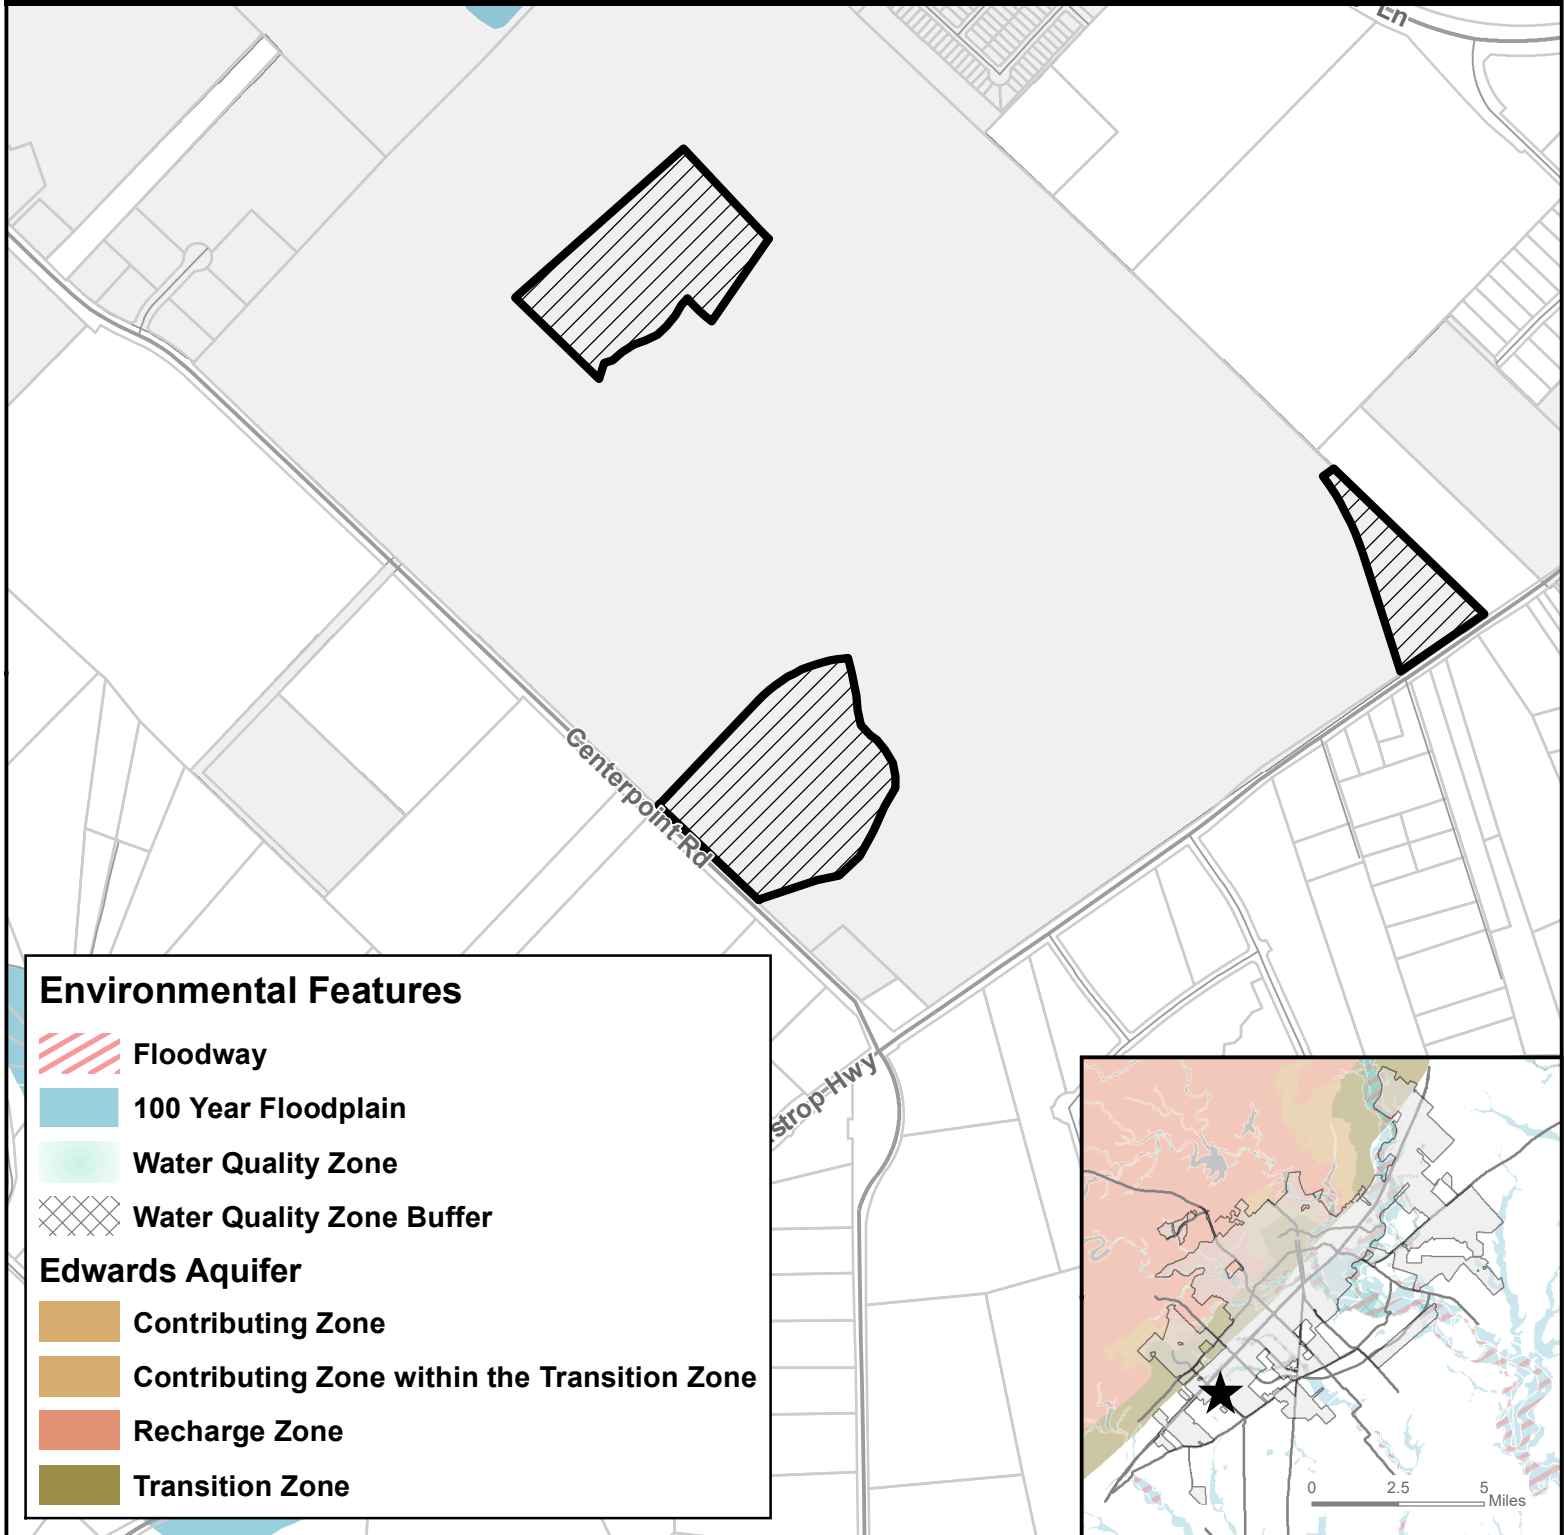 Ln
Centerpoint Rd
strop Hwy
Environmental Features
Floodway
100 Year Floodplain
Water Quality Zone
Water Quality Zone Buffer
Edwards Aquifer
Contributing Zone
Contributing Zone within the Transition Zone
Recharge Zone
Transition Zone
0 2.5 5
Miles